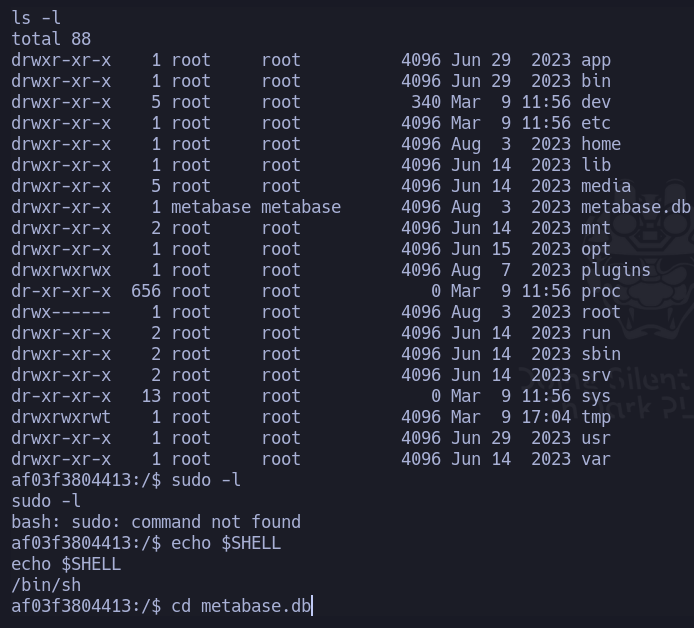 ls -l
total 88
drwxr-xr-x    1 root     root          4096 Jun 29  2023 app
drwxr-xr-x    1 root     root          4096 Jun 29  2023 bin
drwxr-xr-x    5 root     root           340 Mar  9 11:56 dev
drwxr-xr-x    1 root     root          4096 Mar  9 11:56 etc
drwxr-xr-x    1 root     root          4096 Aug  3  2023 home
drwxr-xr-x    1 root     root          4096 Jun 14  2023 lib
drwxr-xr-x    5 root     root          4096 Jun 14  2023 media
drwxr-xr-x    1 metabase metabase      4096 Aug  3  2023 metabase.db
drwxr-xr-x    2 root     root          4096 Jun 14  2023 mnt
drwxr-xr-x    1 root     root          4096 Jun 15  2023 opt
drwxrwxrwx    1 root     root          4096 Aug  7  2023 plugins
dr-xr-xr-x  656 root     root             0 Mar  9 11:56 proc
drwx------    1 root     root          4096 Aug  3  2023 root
drwxr-xr-x    2 root     root          4096 Jun 14  2023 run
drwxr-xr-x    2 root     root          4096 Jun 14  2023 sbin
drwxr-xr-x    2 root     root          4096 Jun 14  2023 srv
dr-xr-xr-x   13 root     root             0 Mar  9 11:56 sys
drwxrwxrwt    1 root     root          4096 Mar  9 17:04 tmp
drwxr-xr-x    1 root     root          4096 Jun 29  2023 usr
drwxr-xr-x    1 root     root          4096 Jun 14  2023 var
af03f3804413:/$ sudo -l
sudo -l
bash: sudo: command not found
af03f3804413:/$ echo $SHELL
echo $SHELL
/bin/sh
af03f3804413:/$ cd metabase.db